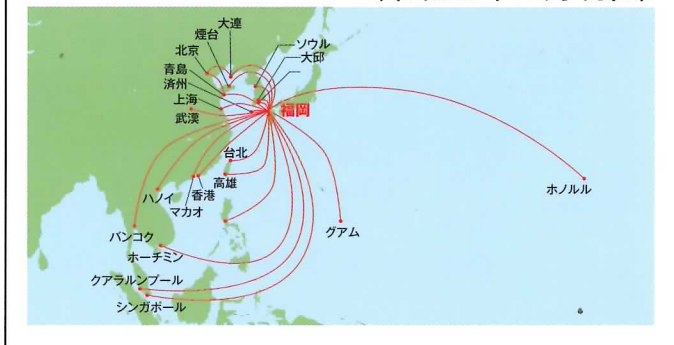 大連
煙台
北京
ソウル
大邱
青島
済州
上海
武漢
福岡
台北
高雄
香港
マカオ
ハノイ
ホノルル
グアム
バンコク
ホーチミン
クアラルンプール
シンガポール